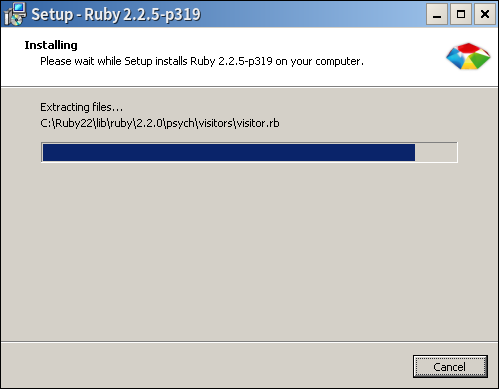 Setup - Ruby 2.2.5-p319
Installing
Please wait while Setup installs Ruby 2.2.5-p319 on your computer.
Extracting files...
C:\Ruby22\lib\ruby\2.2.0\psych\visitors\visitor.rb
Cancel